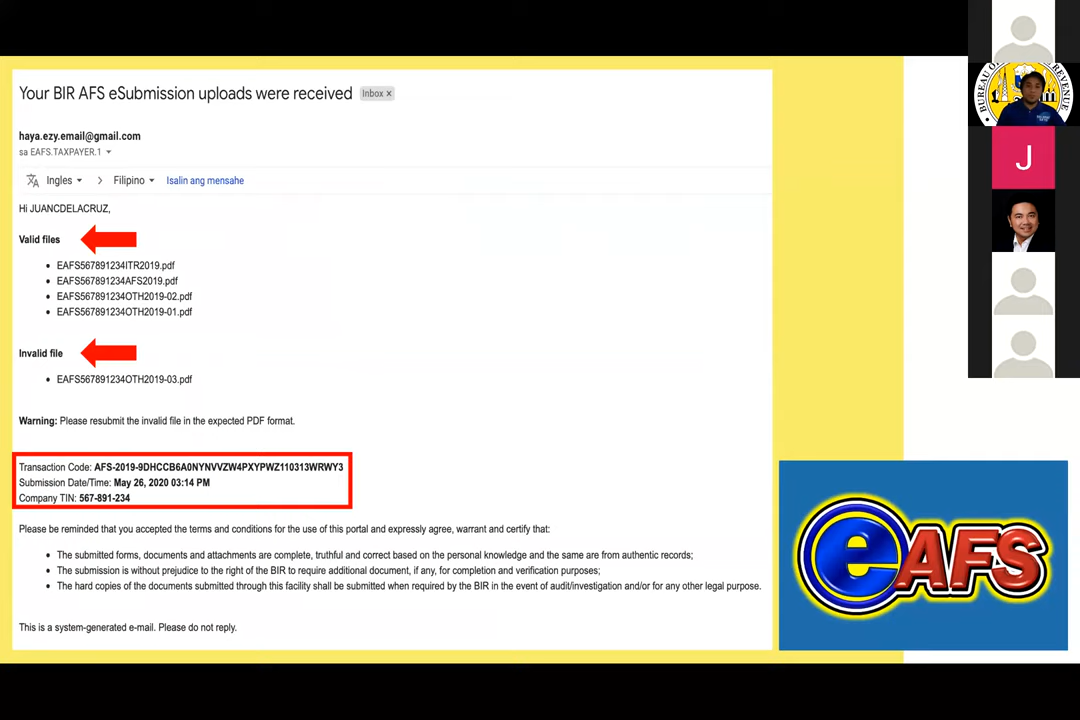 Your BIR AFS eSubmission uploads were received Inbox x
haya.ezy.email@gmail.com
sa EAFS.TAXPAYER.1
Ingles > Filipino Isalin ang mensahe
Hi JUANCDELACRUZ,
Valid files
• EAFS567891234ITR2019.pdf
• EAFS567891234AFS2019.pdf
• EAFS567891234OTH2019-02.pdf
• EAFS567891234OTH2019-01.pdf
Invalid file
• EAFS567891234OTH2019-03.pdf
Warning: Please resubmit the invalid file in the expected PDF format.
Transaction Code: AFS-2019-9DHCCB6A0NYNVVZW4PXYPWZ110313WRWY3
Submission Date/Time: May 26, 2020 03:14 PM
Company TIN: 567-891-234
Please be reminded that you accepted the terms and conditions for the use of this portal and expressly agree, warrant and certify that:
• The submitted forms, documents and attachments are complete, truthful and correct based on the personal knowledge and the same are from authentic records;
• The submission is without prejudice to the right of the BIR to require additional document, if any, for completion and verification purposes;
• The hard copies of the documents submitted through this facility shall be submitted when required by the BIR in the event of audit/investigation and/or for any other legal purpose.
This is a system-generated e-mail. Please do not reply.
eAFS
J